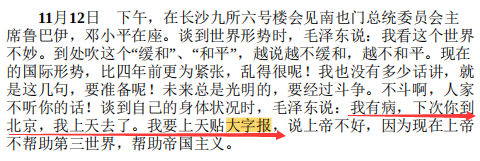 11月12日 下午，在长沙九所六号楼会见南也门总统委员会主
席鲁巴伊，邓小平在座。谈到世界形势时，毛泽东说：我看这个世界
不妙。到处吹这个“缓和”、“和平”，越说越不缓和，越不和平。现在
的国际形势，比四年前更为紧张，乱得很呢！我也没有多少话讲，就
是这几句，要准备呢！未来总是光明的，要经过斗争。不斗啊，人家
不听你的话！谈到自己的身体状况时，毛泽东说：我有病，下次你到
北京，我上天去了。我要上天贴大字报，说上帝不好，因为现在上帝
不帮助第三世界，帮助帝国主义。